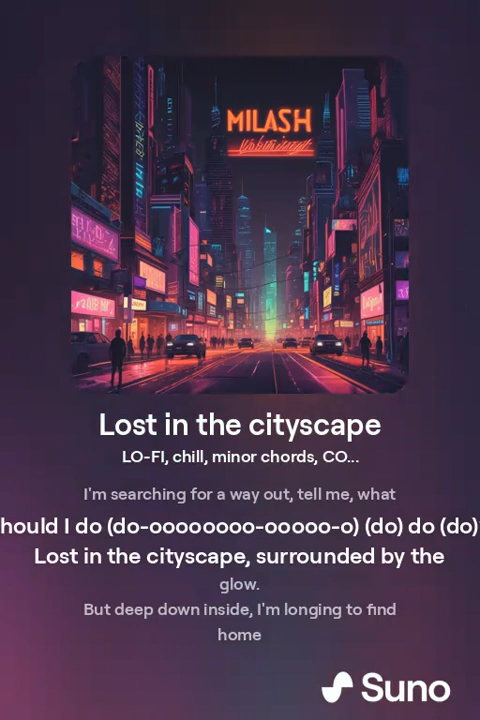 MILASH
Lost in the cityscape
LO-FI, chill, minor chords, CO...
I'm searching for a way out, tell me, what
hould I do (do-oooooooo-ooooo-o) (do) do (do)?
Lost in the cityscape, surrounded by the
glow.
But deep down inside, I'm longing to find
home
Suno